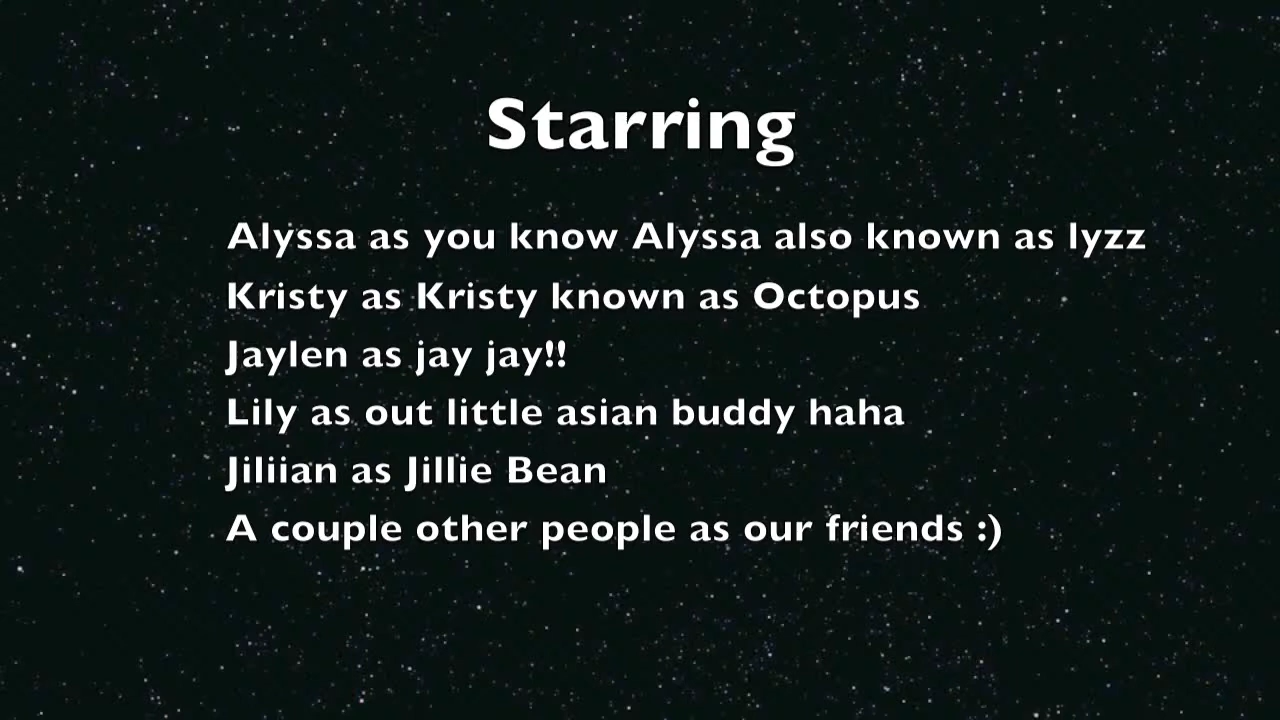 Starring
Alyssa as you know Alyssa also known as lyzz
Kristy as Kristy known as Octopus
Jaylen as jay jay!!
Lily as out little asian buddy haha
Jiliian as Jillie Bean
A couple other people as our friends :)